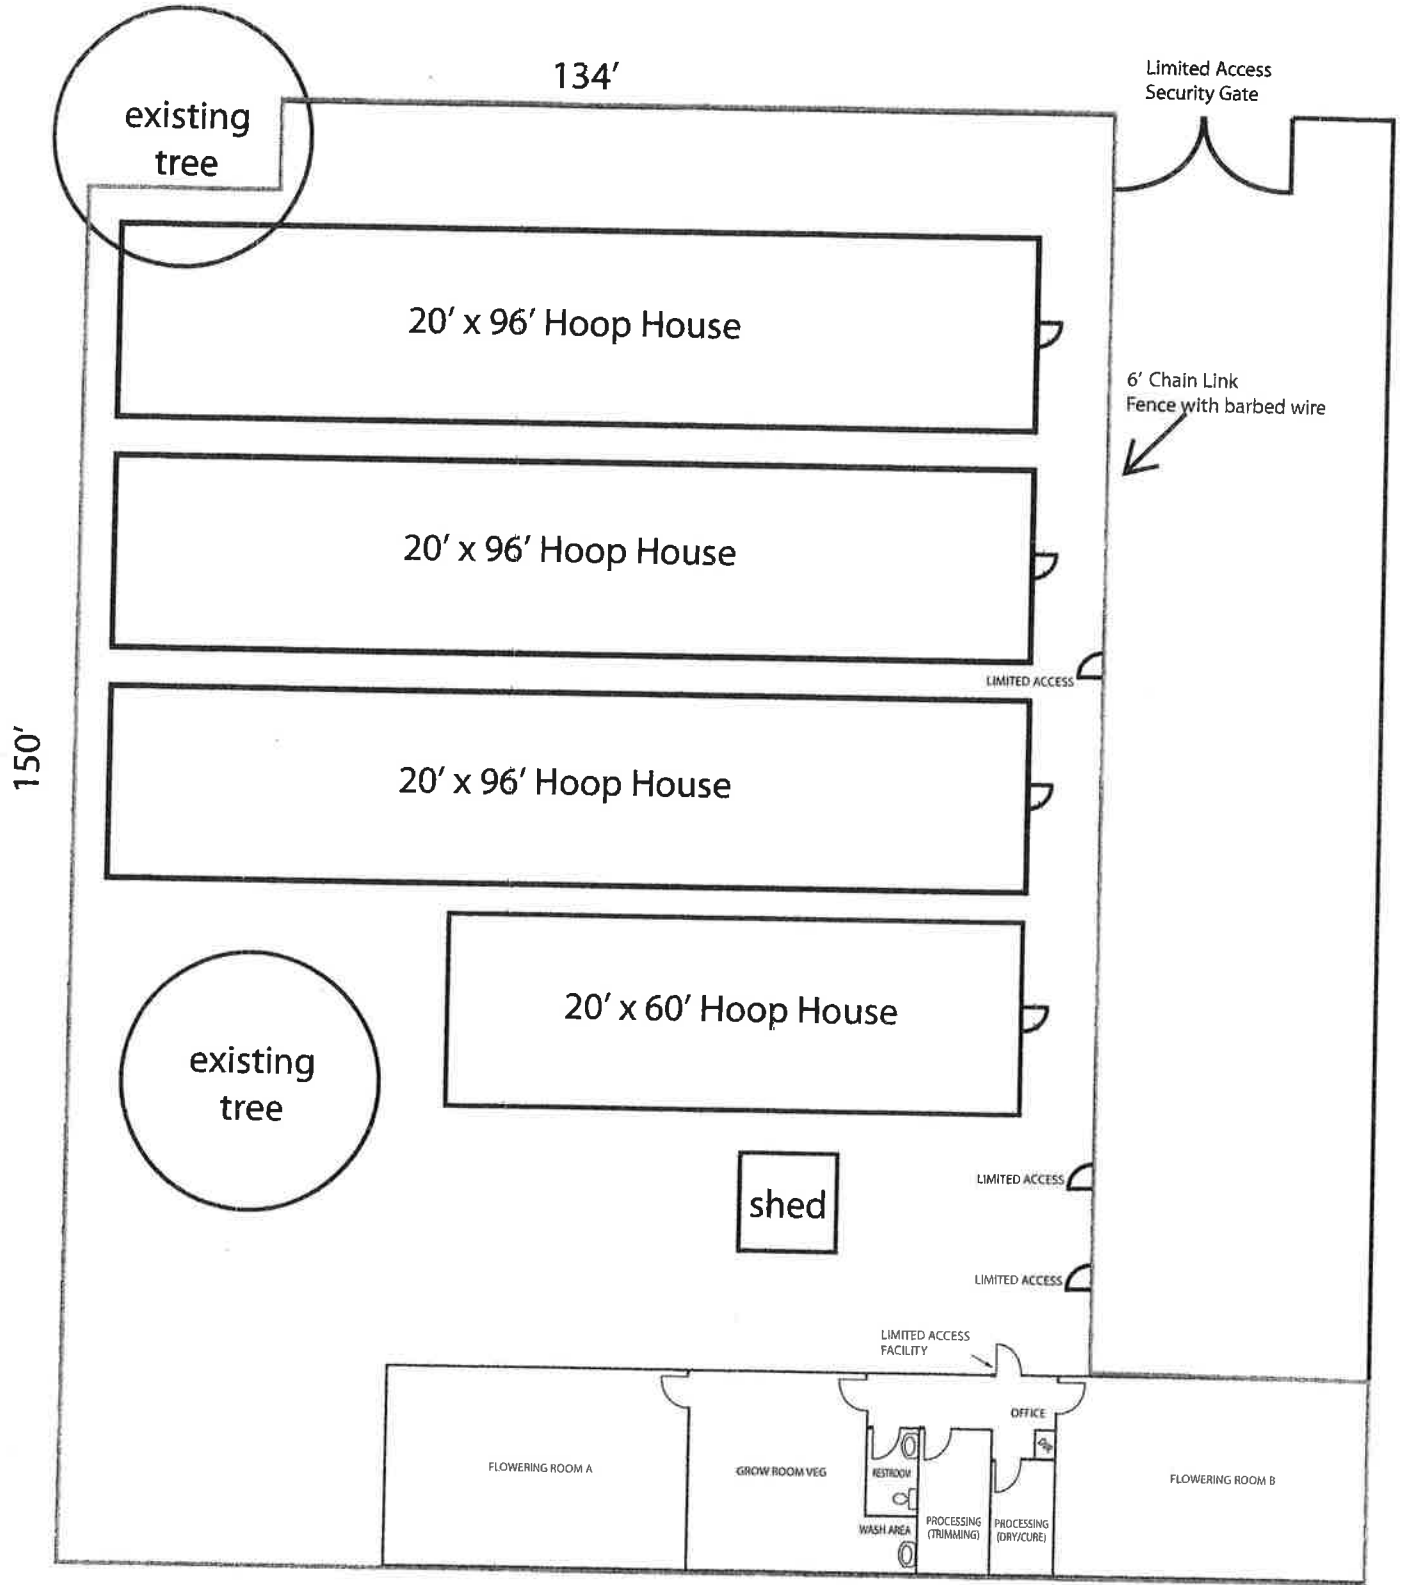 134'
Limited Access
Security Gate
existing
tree
20' x 96' Hoop House
6' Chain Link
Fence with barbed wire
20' x 96' Hoop House
LIMITED ACCESS
150'
20' x 96' Hoop House
20' x 60' Hoop House
existing
tree
LIMITED ACCESS
shed
LIMITED ACCESS
LIMITED ACCESS
FACILITY
OFFICE
FLOWERING ROOM A
GROW ROOM VEG
RESTROOM
FLOWERING ROOM B
WASH AREA
PROCESSING
(TRIMMING)
PROCESSING
(DRY/CURE)